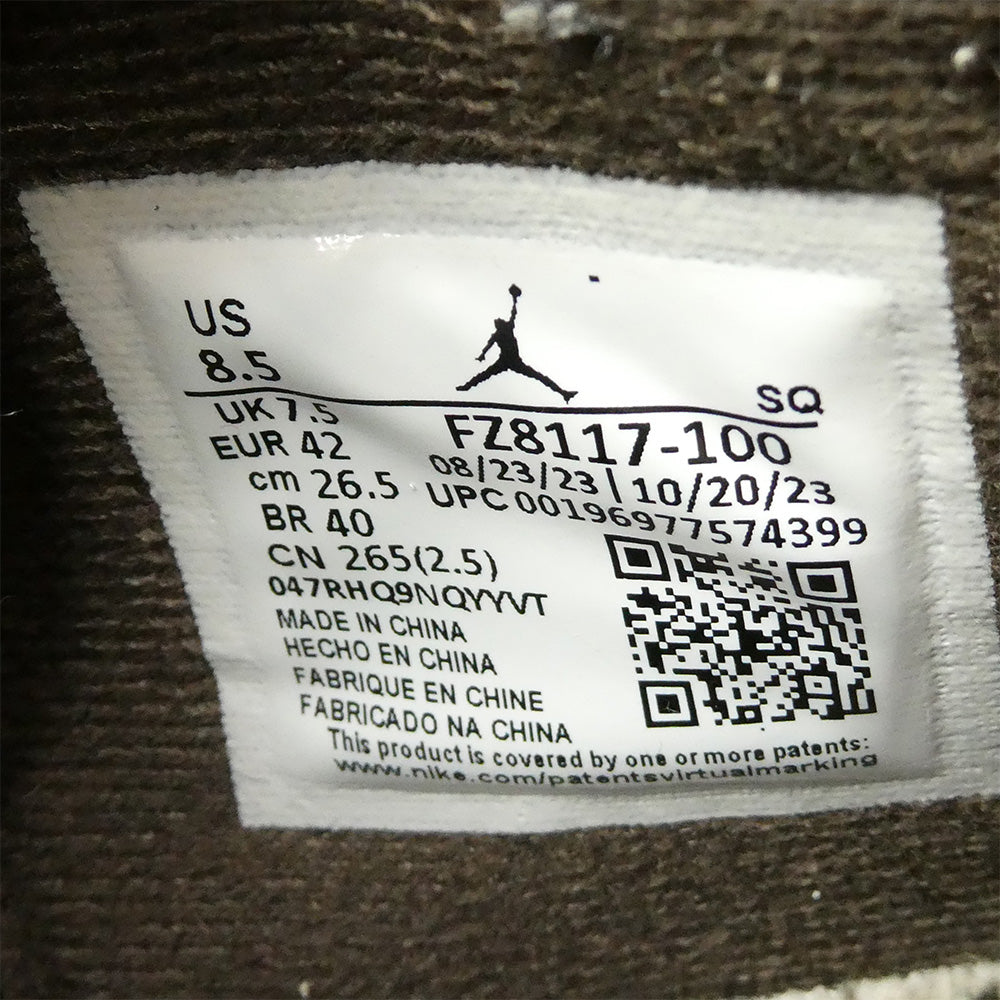 US
8.5
SQ
UK 7.5
FZ8117-100
EUR 42
08/23/23 | 10/20/23
cm 26.5
UPC 00196977574399
BR 40
CN 265(2.5)
047RHQ9NQYYVT
MADE IN CHINA
HECHO EN CHINA
FABRIQUE EN CHINE
FABRICADO NA CHINA
This product is covered by one or more patents:
www.nike.com/patentsvirtualmarking